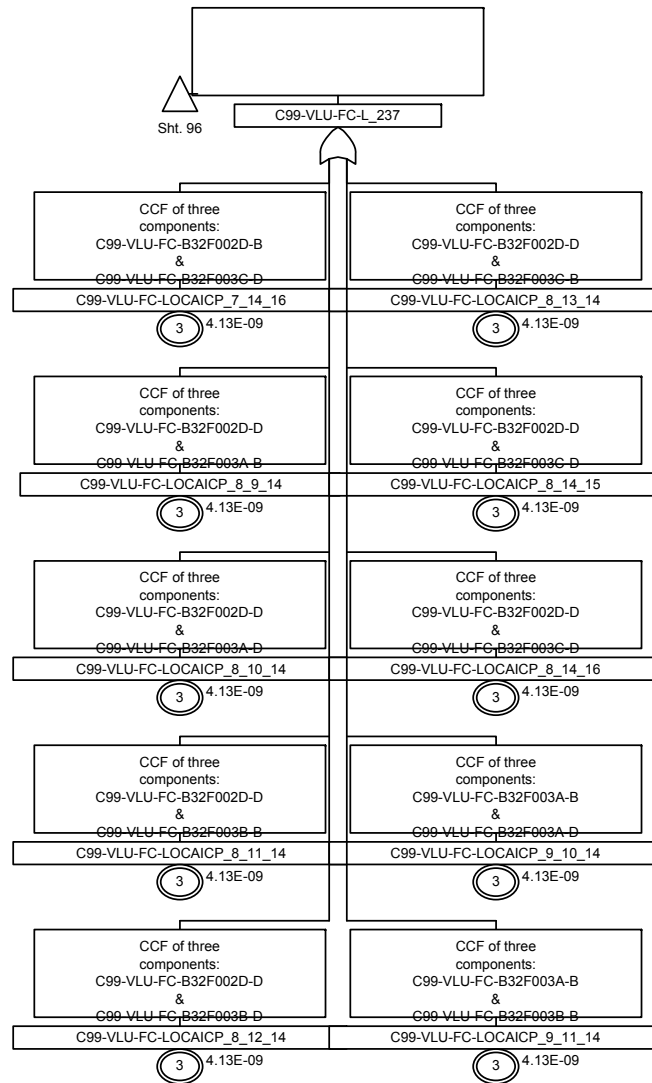 Sht. 96
C99-VLU-FC-L_237
CCF of three
components:
C99-VLU-FC-B32F002D-B
&
C99-VLU-FC-B32F003C-D
C99-VLU-FC-LOCAICP_7_14_16
3
4.13E-09
CCF of three
components:
C99-VLU-FC-B32F002D-D
&
C99-VLU-FC-B32F003C-B
C99-VLU-FC-LOCAICP_8_13_14
3
4.13E-09
CCF of three
components:
C99-VLU-FC-B32F002D-D
&
C99-VLU-FC-B32F003A-B
C99-VLU-FC-LOCAICP_8_9_14
3
4.13E-09
CCF of three
components:
C99-VLU-FC-B32F002D-D
&
C99-VLU-FC-B32F003C-D
C99-VLU-FC-LOCAICP_8_14_15
3
4.13E-09
CCF of three
components:
C99-VLU-FC-B32F002D-D
&
C99-VLU-FC-B32F003A-D
C99-VLU-FC-LOCAICP_8_10_14
3
4.13E-09
CCF of three
components:
C99-VLU-FC-B32F002D-D
&
C99-VLU-FC-B32F003C-D
C99-VLU-FC-LOCAICP_8_14_16
3
4.13E-09
CCF of three
components:
C99-VLU-FC-B32F002D-D
&
C99-VLU-FC-B32F003B-B
C99-VLU-FC-LOCAICP_8_11_14
3
4.13E-09
CCF of three
components:
C99-VLU-FC-B32F003A-B
&
C99-VLU-FC-B32F003A-D
C99-VLU-FC-LOCAICP_9_10_14
3
4.13E-09
CCF of three
components:
C99-VLU-FC-B32F002D-D
&
C99-VLU-FC-B32F003B-D
C99-VLU-FC-LOCAICP_8_12_14
3
4.13E-09
CCF of three
components:
C99-VLU-FC-B32F003A-B
&
C99-VLU-FC-B32F003B-B
C99-VLU-FC-LOCAICP_9_11_14
3
4.13E-09